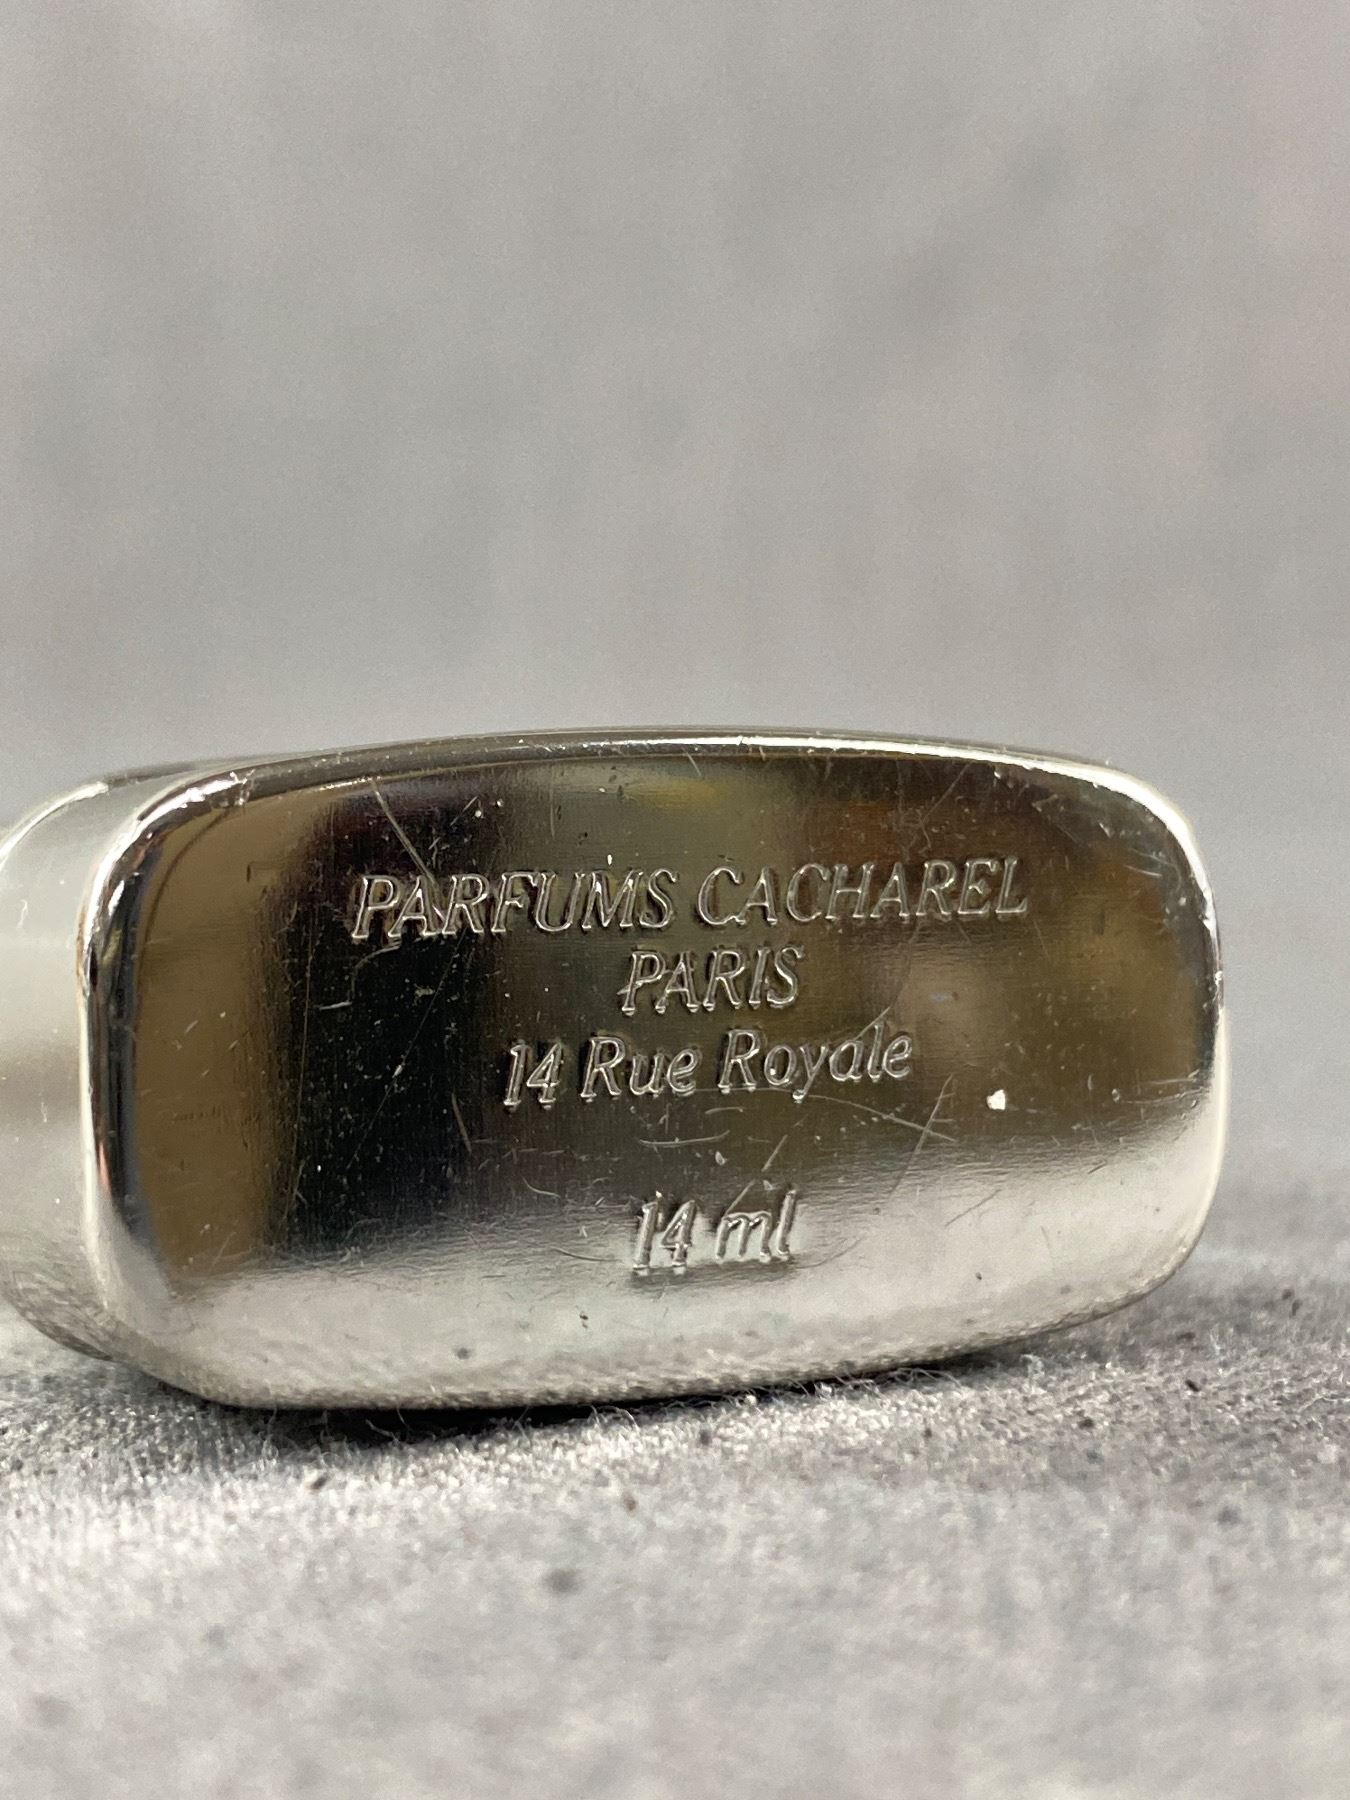 PARFUMS CACHAREL
PARIS
14 Rue Royale
14 ml